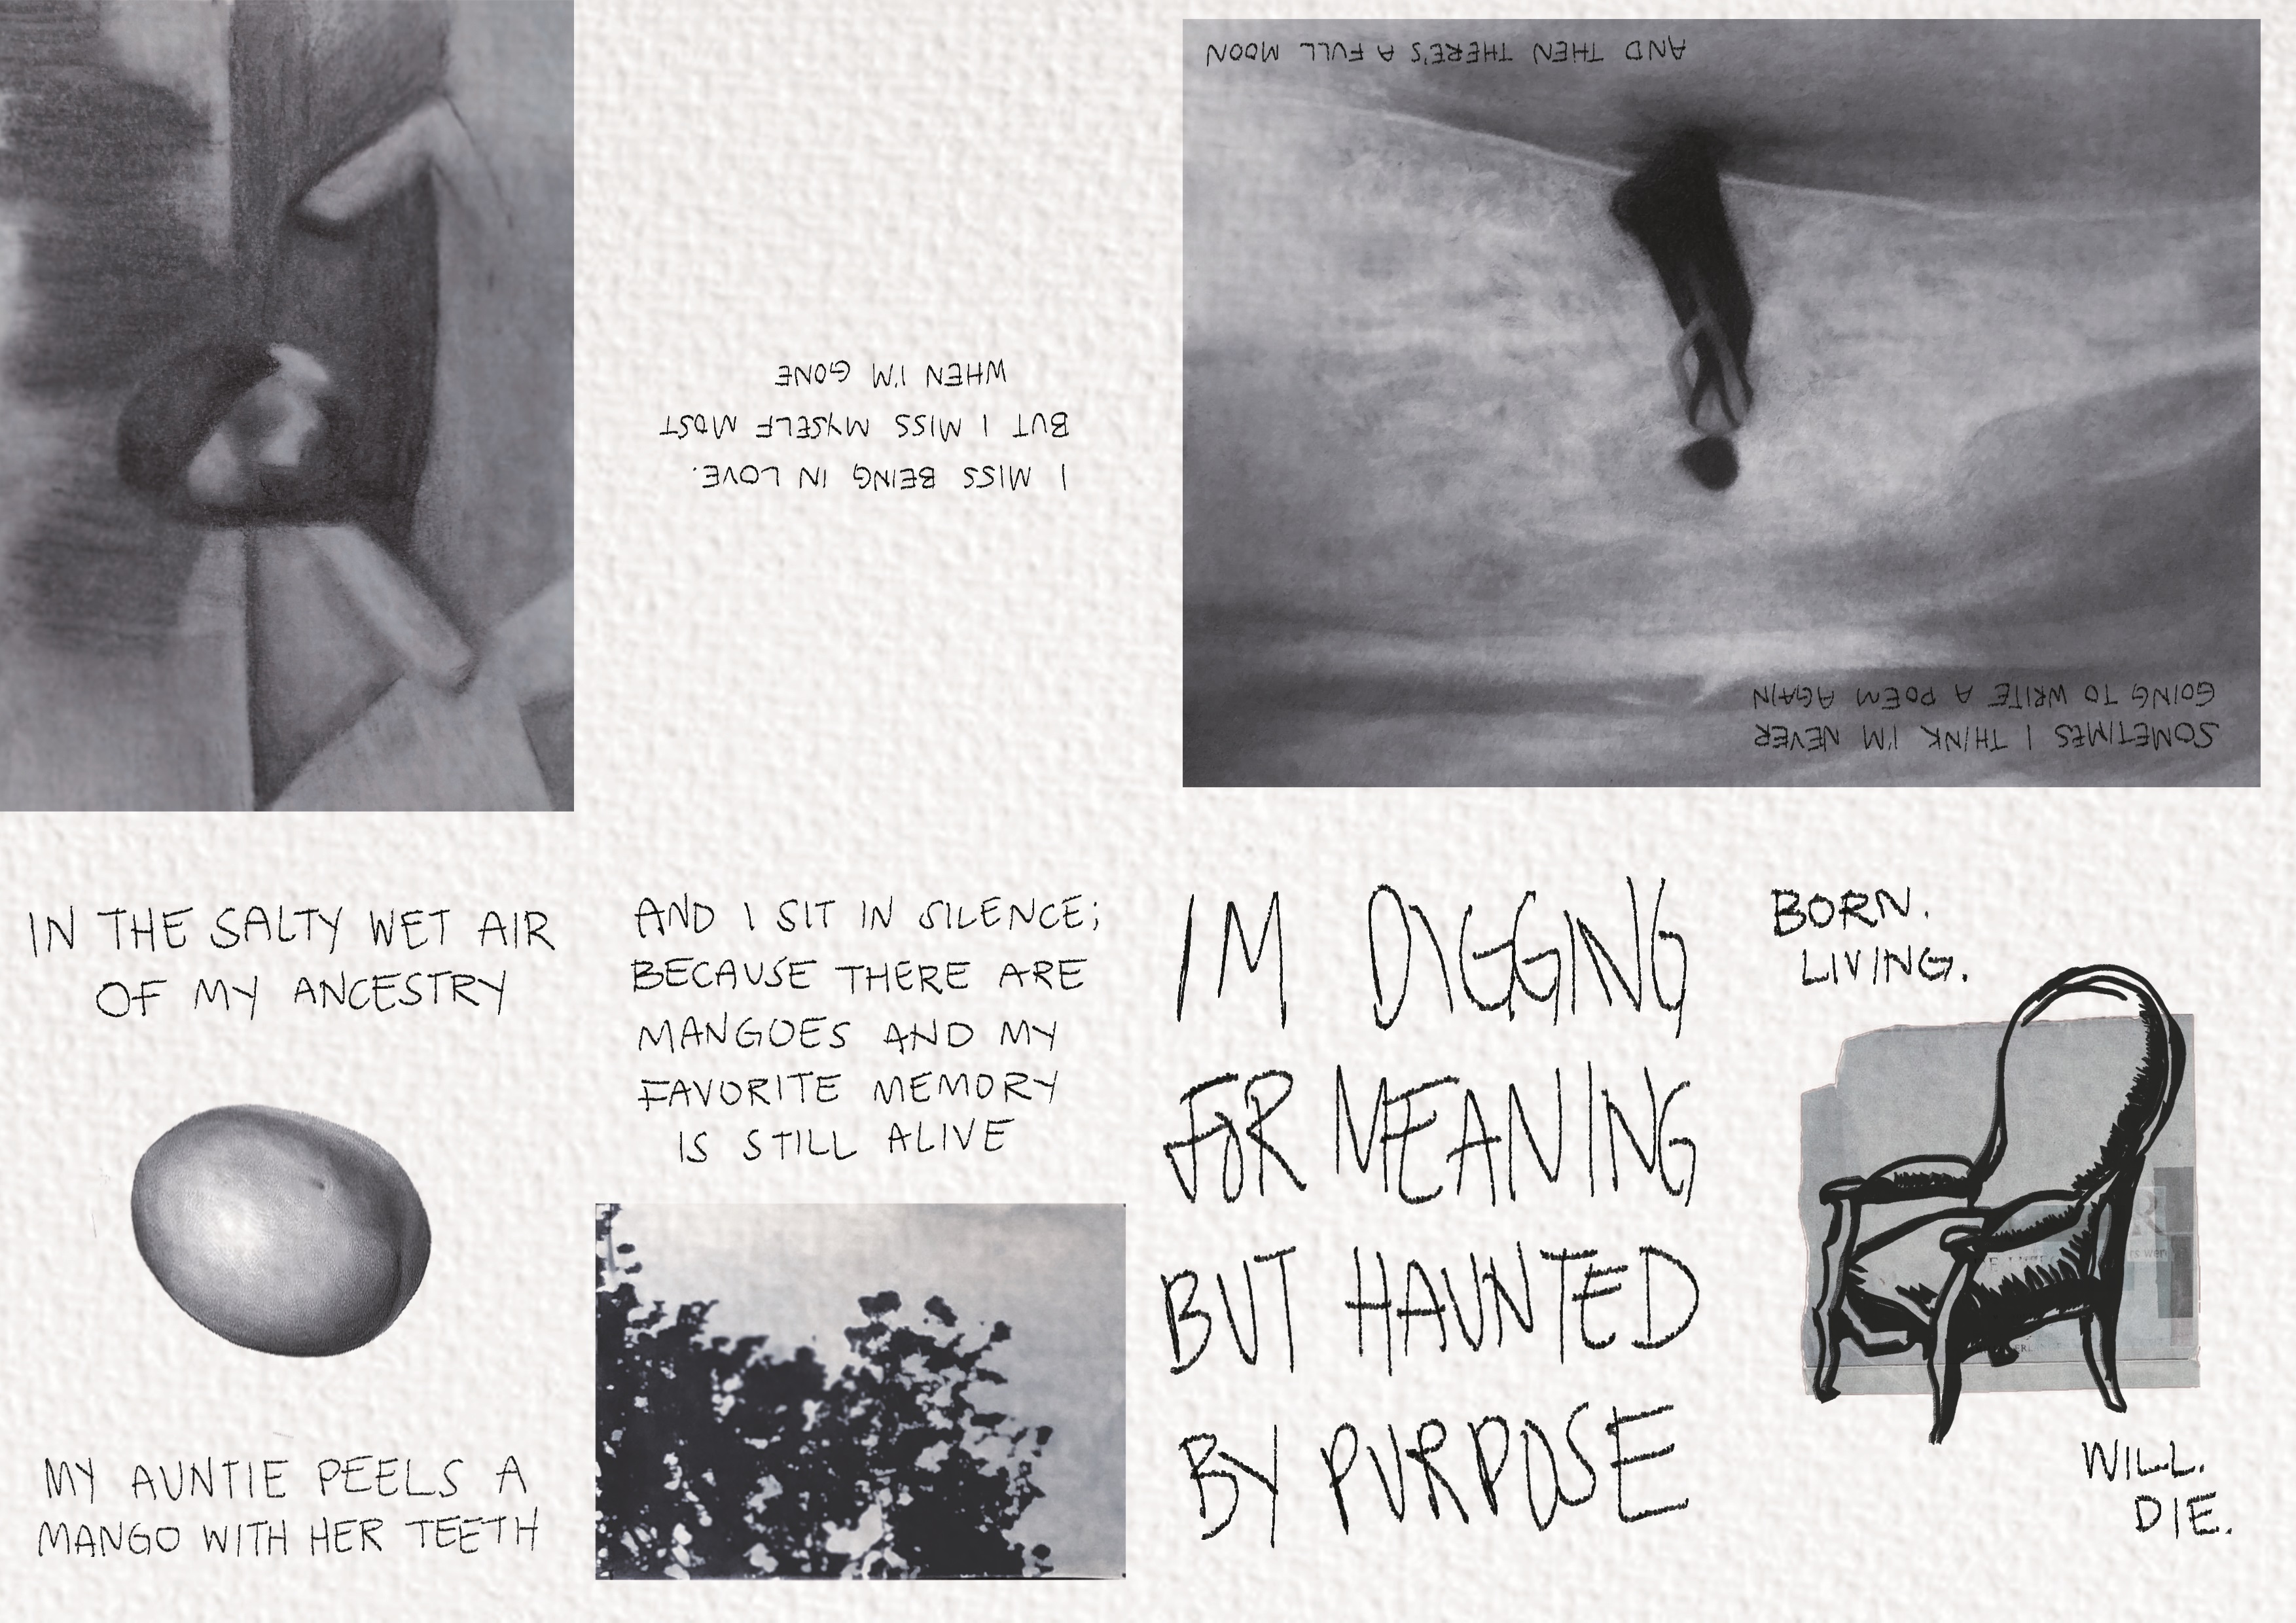 I MISS BEING IN LOVE.
BUT I MISS MYSELF MOST
WHEN I'M GONE
SOMETIMES I THINK I'M NEVER
GOING TO WRITE A POEM AGAIN
AND THEN THERE'S A FULL MOON
IN THE SALTY WET AIR
OF MY ANCESTRY
MY AUNTIE PEELS A
MANGO WITH HER TEETH
AND I SIT IN SILENCE;
BECAUSE THERE ARE
MANGOES AND MY
FAVORITE MEMORY
IS STILL ALIVE
IM DIGGING
FOR MEANING
BUT HAUNTED
BY PURPOSE
BORN.
LIVING.
R
rs wen
WILL.
DIE.